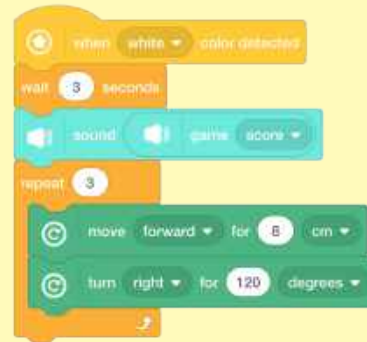 when white color detected
wait 3 seconds
sound game score
repeat 3
move forward for 8 cm
turn right for 120 degrees